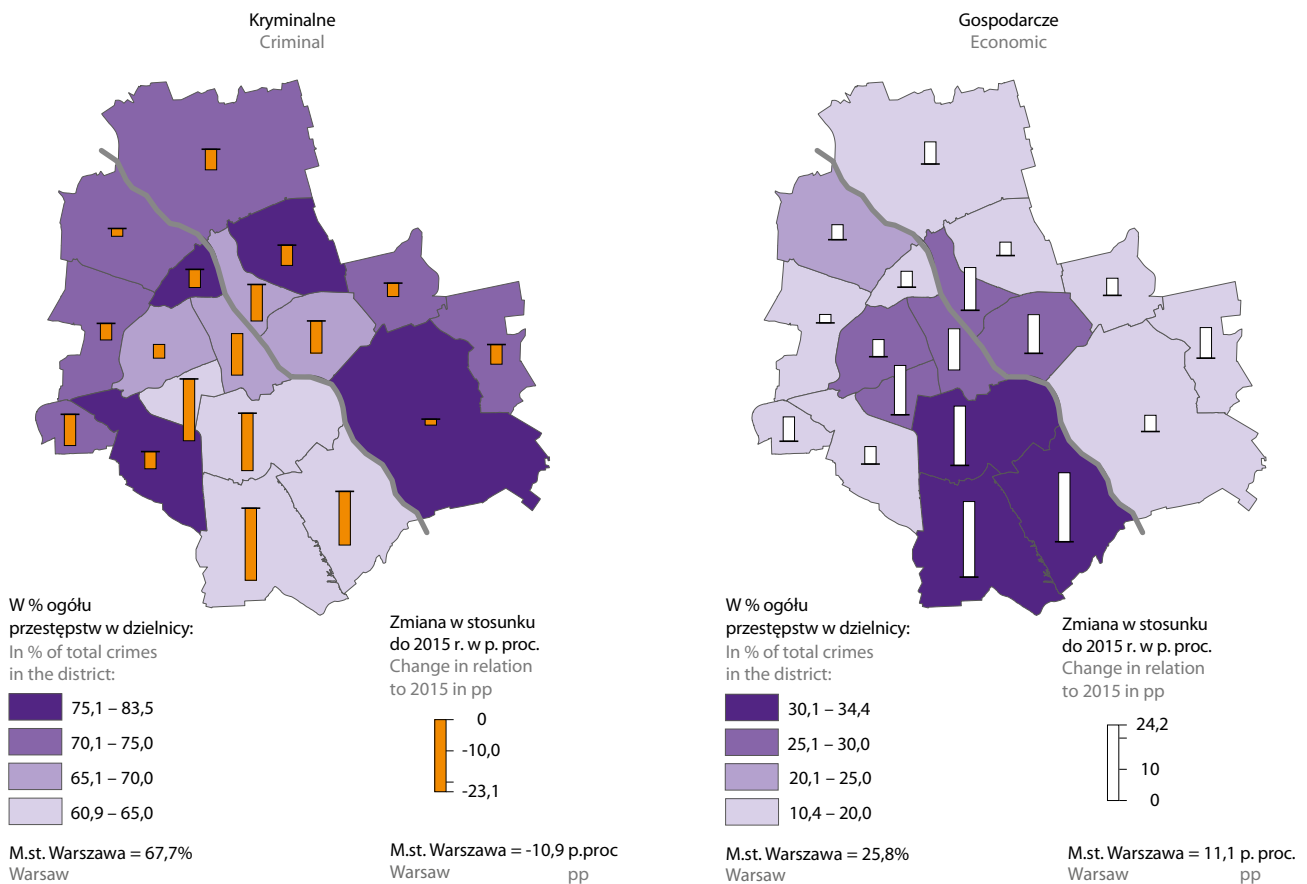 Kryminalne
Criminal
W % ogółu
przestępstw w dzielnicy:
In % of total crimes
in the district:
75,1 – 83,5
70,1 – 75,0
65,1 – 70,0
60,9 – 65,0
M.st. Warszawa = 67,7%
Warsaw
Zmiana w stosunku
do 2015 r. w p. proc.
Change in relation
to 2015 in pp
0
-10,0
-23,1
M.st. Warszawa = -10,9 p.proc
Warsaw pp
Gospodarcze
Economic
W % ogółu
przestępstw w dzielnicy:
In % of total crimes
in the district:
30,1 – 34,4
25,1 – 30,0
20,1 – 25,0
10,4 – 20,0
M.st. Warszawa = 25,8%
Warsaw
Zmiana w stosunku
do 2015 r. w p. proc.
Change in relation
to 2015 in pp
24,2
10
0
M.st. Warszawa = 11,1 p. proc.
Warsaw pp